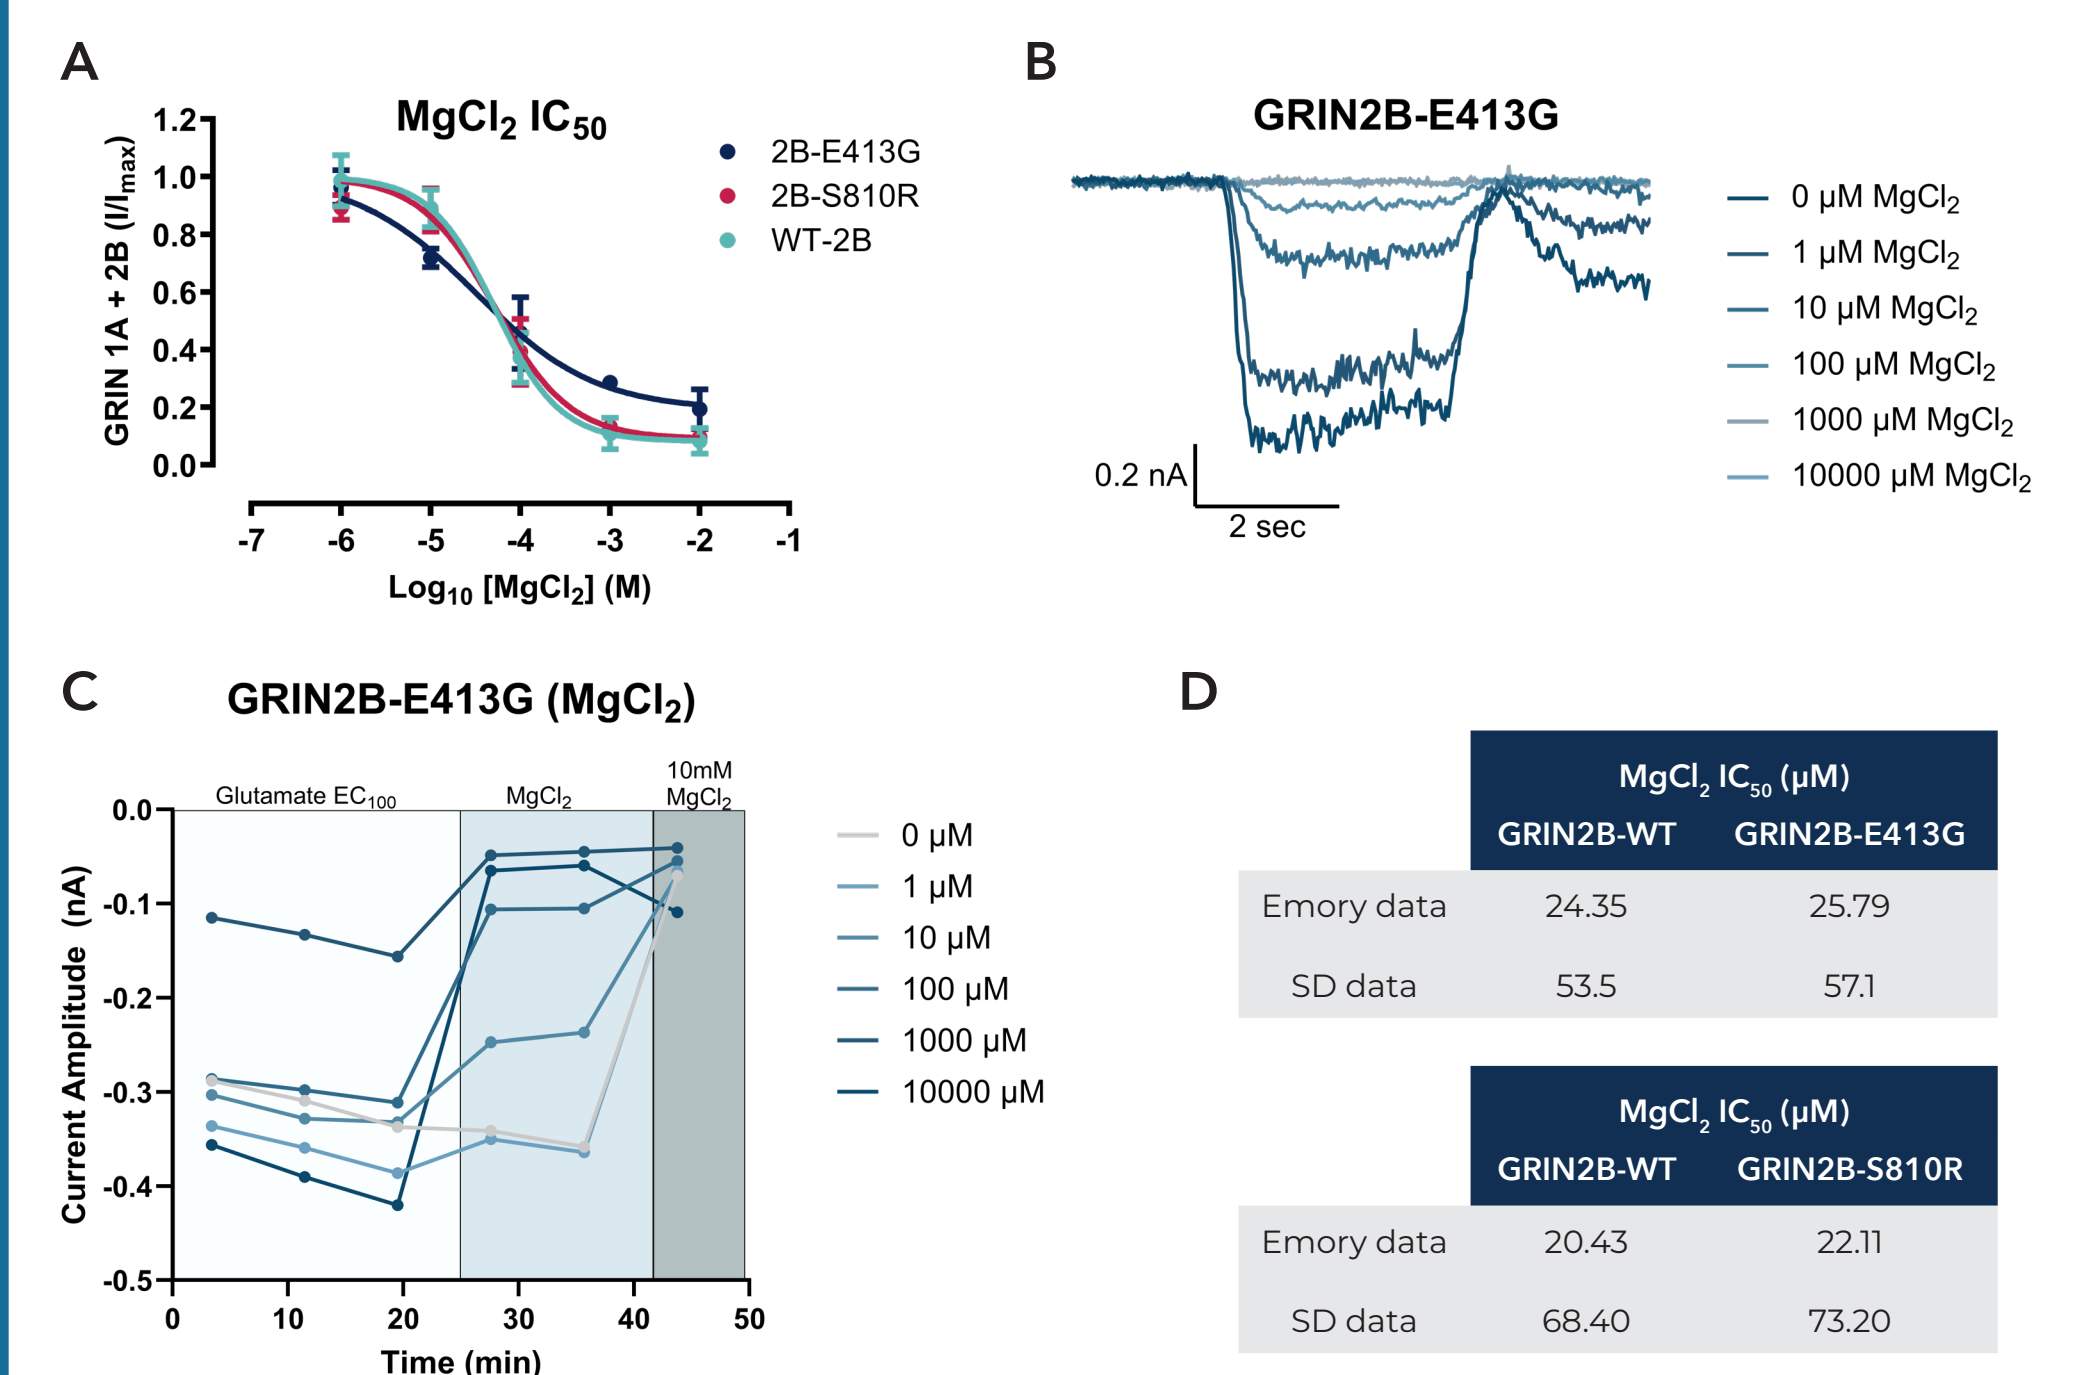 A
MgCl2 IC50
GRIN 1A + 2B (I/Imax)
1.2
1.0
0.8
0.6
0.4
0.2
0.0
-7 -6 -5 -4 -3 -2 -1
Log10 [MgCl2] (M)
2B-E413G
2B-S810R
WT-2B
B
GRIN2B-E413G
0.2 nA
2 sec
0 µM MgCl2
1 µM MgCl2
10 µM MgCl2
100 µM MgCl2
1000 µM MgCl2
10000 µM MgCl2
C
GRIN2B-E413G (MgCl2)
Glutamate EC100
MgCl2
10mM
MgCl2
Current Amplitude (nA)
0.0
-0.1
-0.2
-0.3
-0.4
-0.5
0 10 20 30 40 50
Time (min)
0 µM
1 µM
10 µM
100 µM
1000 µM
10000 µM
D
MgCl2 IC50 (µM)
GRIN2B-WT GRIN2B-E413G
Emory data 24.35 25.79
SD data 53.5 57.1
MgCl2 IC50 (µM)
GRIN2B-WT GRIN2B-S810R
Emory data 20.43 22.11
SD data 68.40 73.20